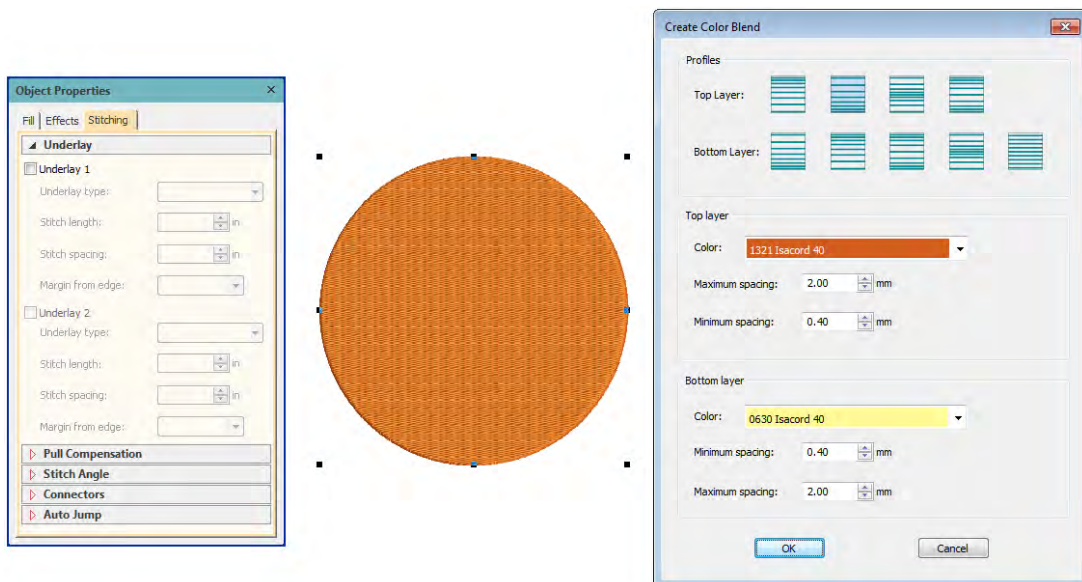 Object Properties
Fill Effects Stitching
Underlay
Underlay 1
Underlay type:
Stitch length: in
Stitch spacing: in
Margin from edge:
Underlay 2
Underlay type:
Stitch length: in
Stitch spacing: in
Margin from edge:
Pull Compensation
Stitch Angle
Connectors
Auto Jump
Create Color Blend
Profiles
Top Layer:
Bottom Layer:
Top layer
Color: 1321 Isacord 40
Maximum spacing: 2.00 mm
Minimum spacing: 0.40 mm
Bottom layer
Color: 0630 Isacord 40
Minimum spacing: 0.40 mm
Maximum spacing: 2.00 mm
OK Cancel